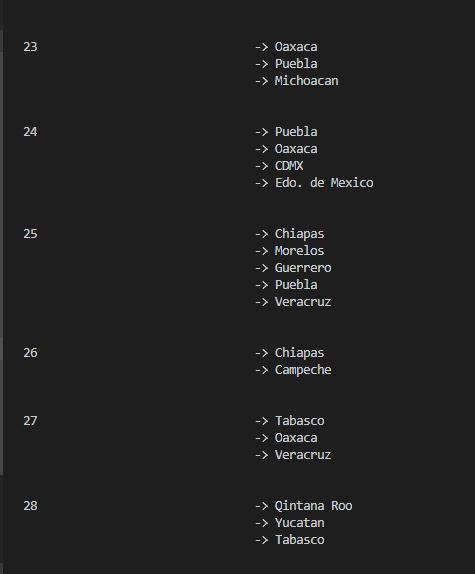 23 -> Oaxaca
-> Puebla
-> Michoacan
24 -> Puebla
-> Oaxaca
-> CDMX
-> Edo. de Mexico
25 -> Chiapas
-> Morelos
-> Guerrero
-> Puebla
-> Veracruz
26 -> Chiapas
-> Campeche
27 -> Tabasco
-> Oaxaca
-> Veracruz
28 -> Qintana Roo
-> Yucatan
-> Tabasco